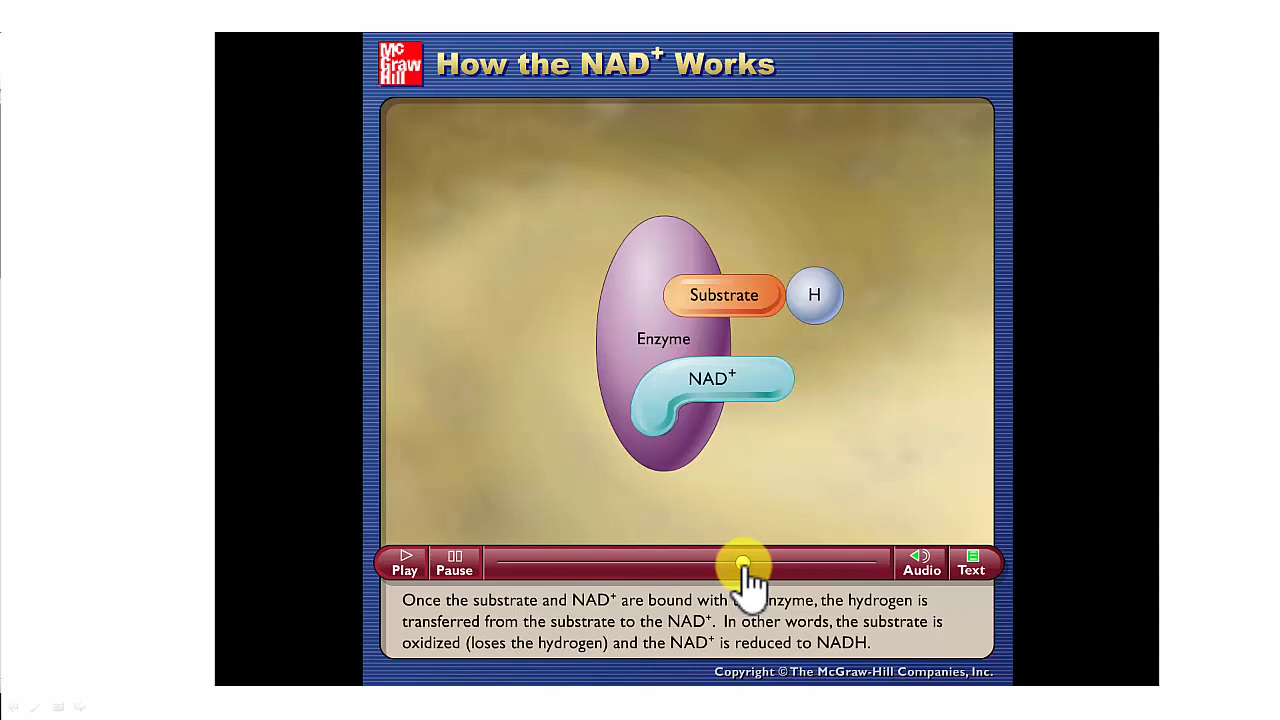 Mc
Graw
Hill
How the NAD⁺ Works
Substrate
H
Enzyme
NAD⁺
Play
Pause
Audio
Text
Once the substrate and NAD⁺ are bound with enzyme, the hydrogen is
transferred from the substrate to the NAD⁺. In other words, the substrate is
oxidized (loses the hydrogen) and the NAD⁺ is reduced to NADH.
Copyright © The McGraw-Hill Companies, Inc.